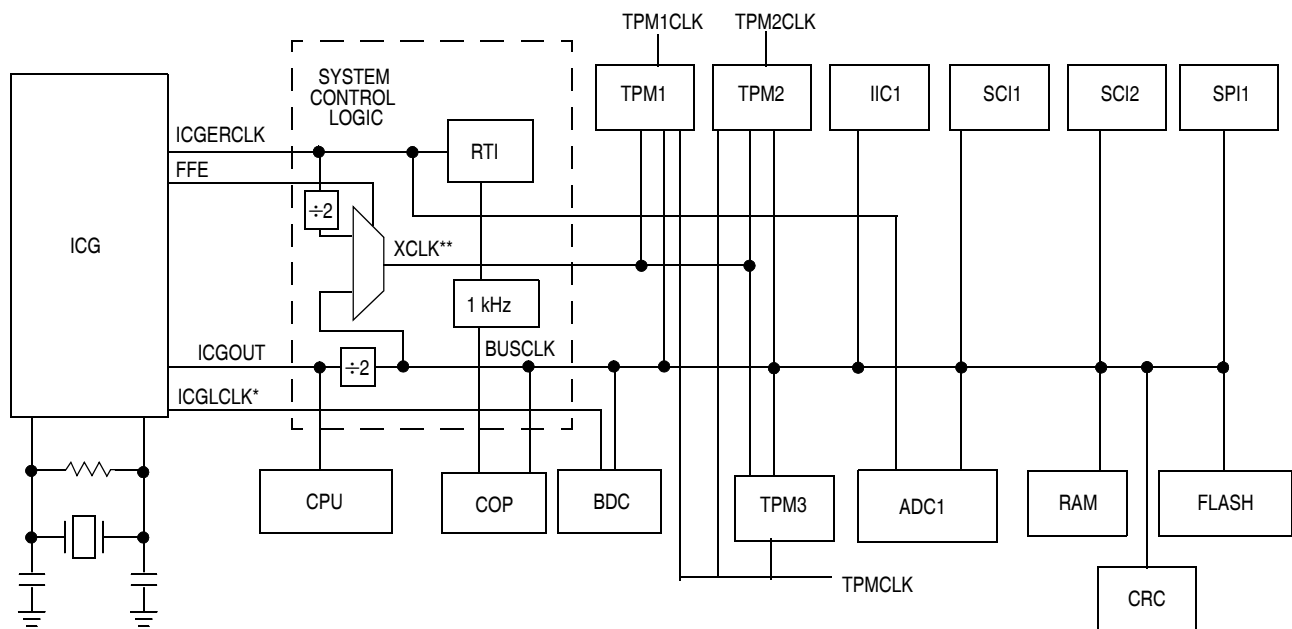 TPM1CLK
TPM2CLK
SYSTEM
CONTROL
LOGIC
TPM1
TPM2
IIC1
SCI1
SCI2
SPI1
ICGERCLK
RTI
FFE
÷2
ICG
XCLK**
1 kHz
ICGOUT
÷2
BUSCLK
ICGLCLK*
CPU
COP
BDC
TPM3
ADC1
RAM
FLASH
TPMCLK
CRC